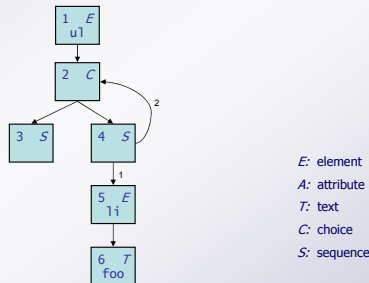 1 E
ul
2 C
2
3 S
4 S
1
5 E
li
6 T
foo
E: element
A: attribute
T: text
C: choice
S: sequence